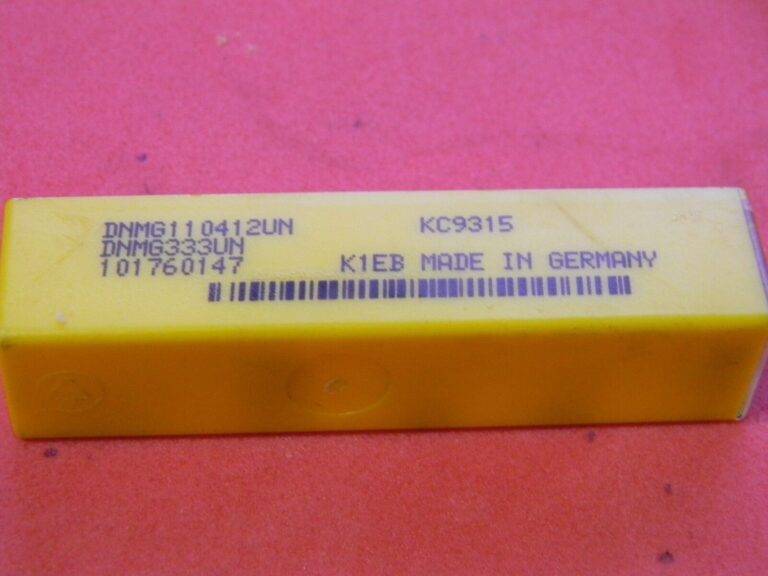 DNMG110412UN KC9315
DNMG333UN
101760147 K1EB MADE IN GERMANY